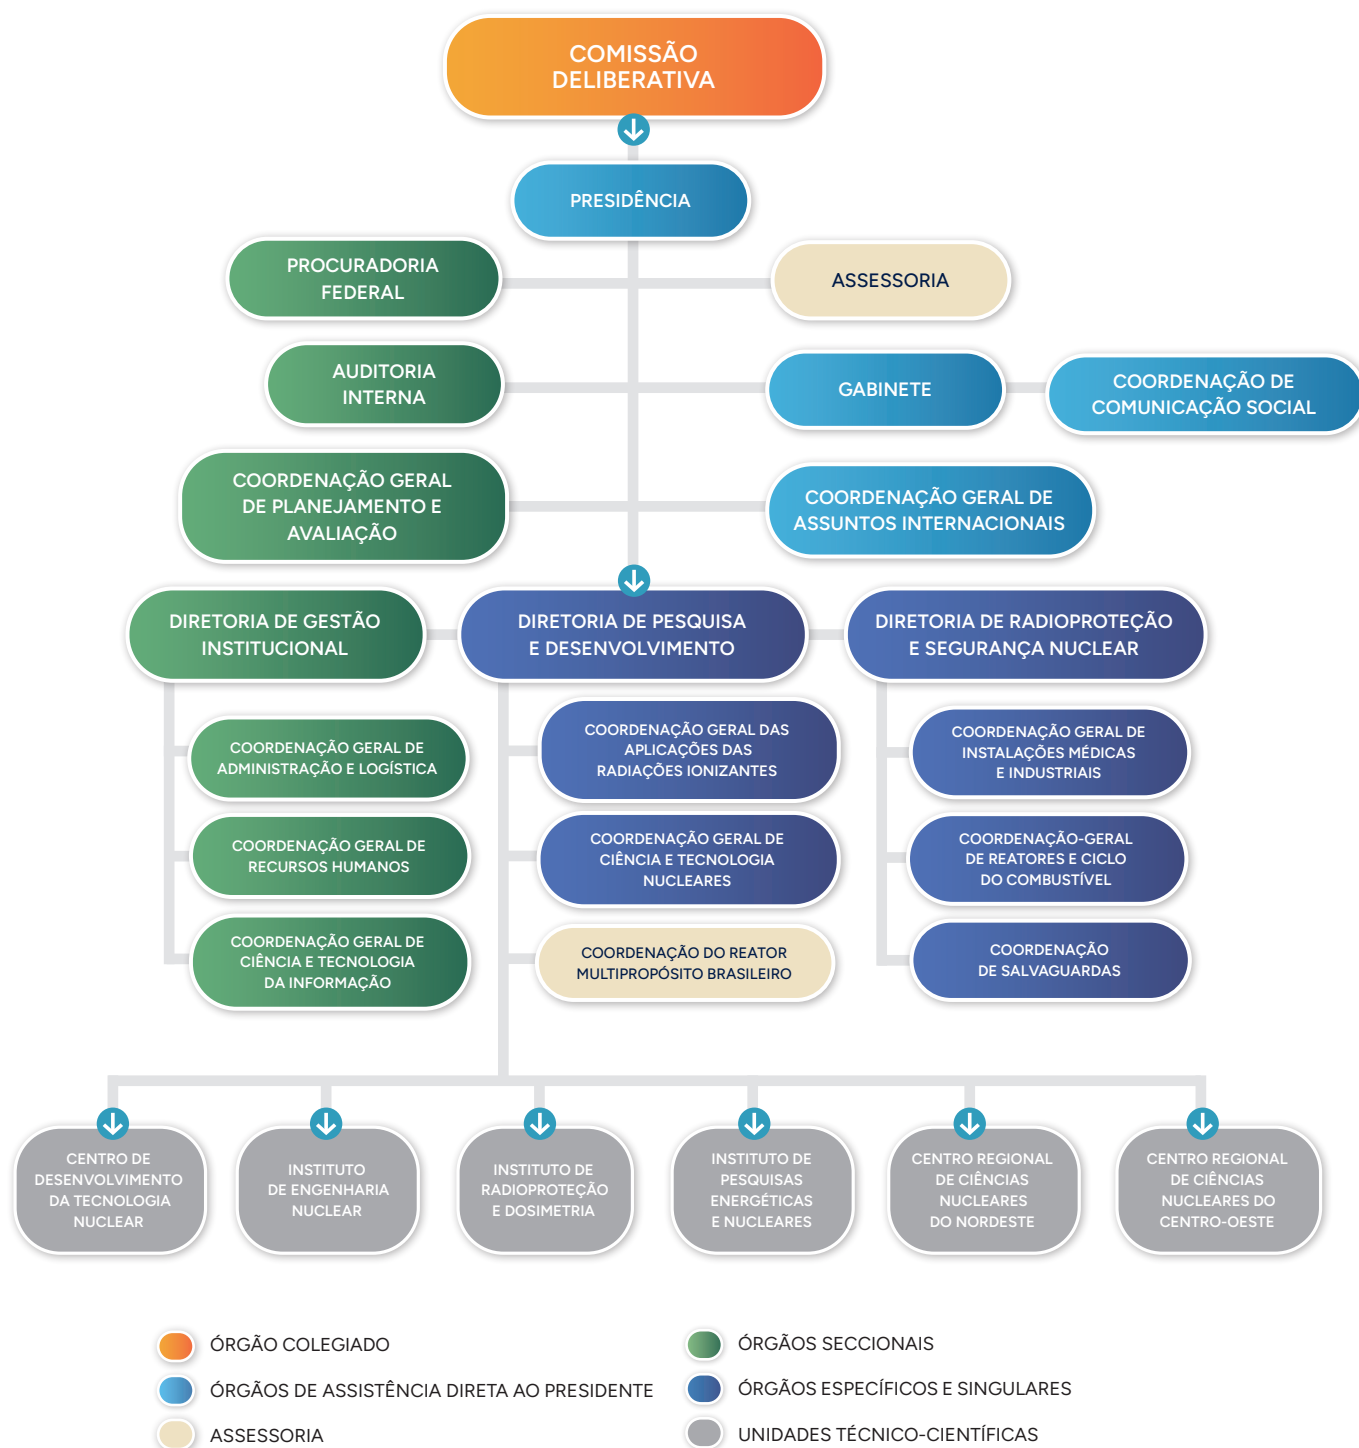 COMISSÃO
DELIBERATIVA
PRESIDÊNCIA
PROCURADORIA
FEDERAL
ASSESSORIA
AUDITORIA
INTERNA
GABINETE
COORDENAÇÃO DE
COMUNICAÇÃO SOCIAL
COORDENAÇÃO GERAL
DE PLANEJAMENTO E
AVALIAÇÃO
COORDENAÇÃO GERAL DE
ASSUNTOS INTERNACIONAIS
DIRETORIA DE GESTÃO
INSTITUCIONAL
DIRETORIA DE PESQUISA
E DESENVOLVIMENTO
DIRETORIA DE RADIOPROTEÇÃO
E SEGURANÇA NUCLEAR
COORDENAÇÃO GERAL DE
ADMINISTRAÇÃO E LOGÍSTICA
COORDENAÇÃO GERAL DAS
APLICAÇÕES DAS
RADIAÇÕES IONIZANTES
COORDENAÇÃO GERAL DE
INSTALAÇÕES MÉDICAS
E INDUSTRIAIS
COORDENAÇÃO GERAL DE
RECURSOS HUMANOS
COORDENAÇÃO GERAL DE
CIÊNCIA E TECNOLOGIA
NUCLEARES
COORDENAÇÃO-GERAL
DE REATORES E CICLO
DO COMBUSTÍVEL
COORDENAÇÃO GERAL DE
CIÊNCIA E TECNOLOGIA
DA INFORMAÇÃO
COORDENAÇÃO DO REATOR
MULTIPROPÓSITO BRASILEIRO
COORDENAÇÃO
DE SALVAGUARDAS
CENTRO DE
DESENVOLVIMENTO
DA TECNOLOGIA
NUCLEAR
INSTITUTO
DE ENGENHARIA
NUCLEAR
INSTITUTO DE
RADIOPROTEÇÃO
E DOSIMETRIA
INSTITUTO DE
PESQUISAS
ENERGÉTICAS
E NUCLEARES
CENTRO REGIONAL
DE CIÊNCIAS
NUCLEARES
DO NORDESTE
CENTRO REGIONAL
DE CIÊNCIAS
NUCLEARES DO
CENTRO-OESTE
ÓRGÃO COLEGIADO
ÓRGÃOS DE ASSISTÊNCIA DIRETA AO PRESIDENTE
ASSESSORIA
ÓRGÃOS SECCIONAIS
ÓRGÃOS ESPECÍFICOS E SINGULARES
UNIDADES TÉCNICO-CIENTÍFICAS